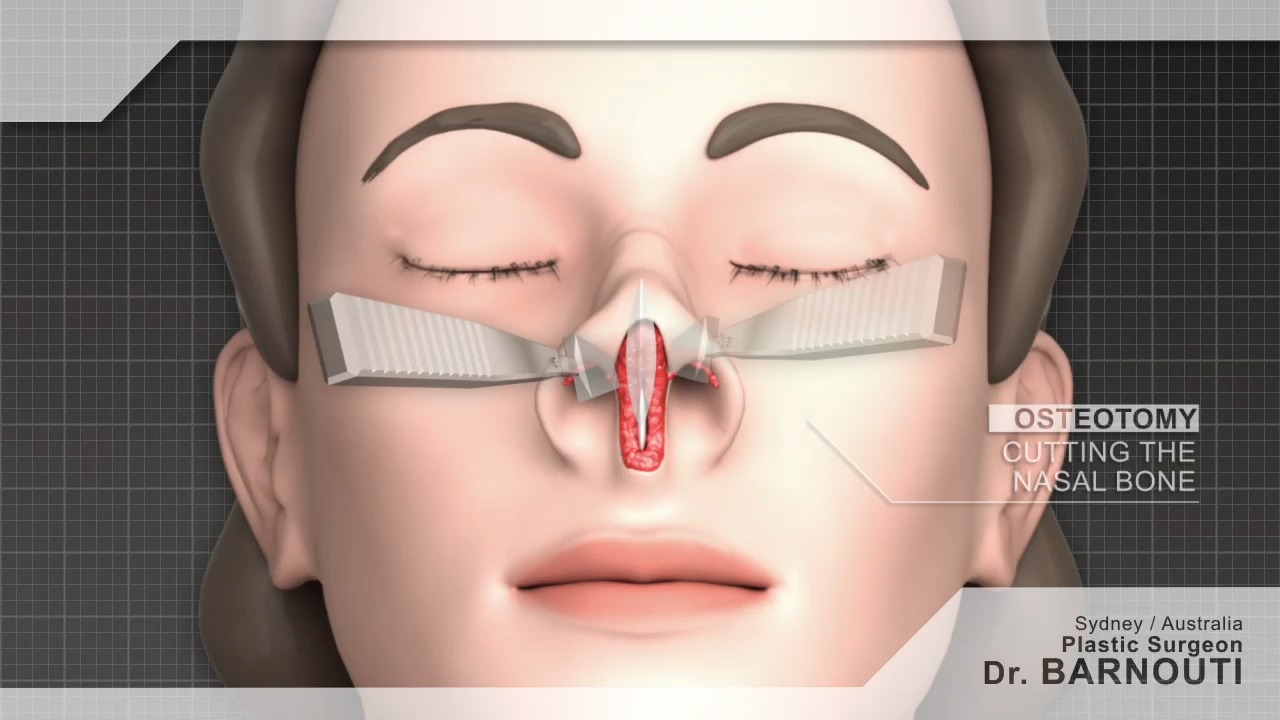 OSTEOTOMY
CUTTING THE
NASAL BONE
Sydney / Australia
Plastic Surgeon
Dr. BARNOUTI